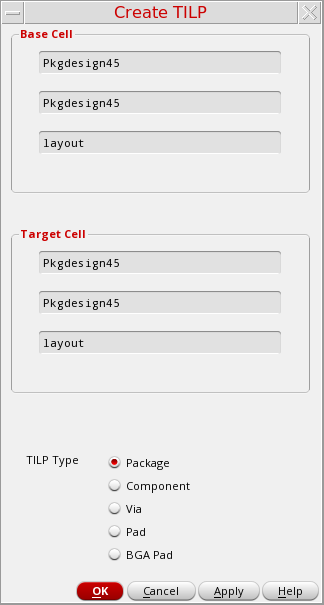 Create TILP
Base Cell
Pkgdesign45
Pkgdesign45
layout
Target Cell
Pkgdesign45
Pkgdesign45
layout
TILP Type
Package
Component
Via
Pad
BGA Pad
OK Cancel Apply Help